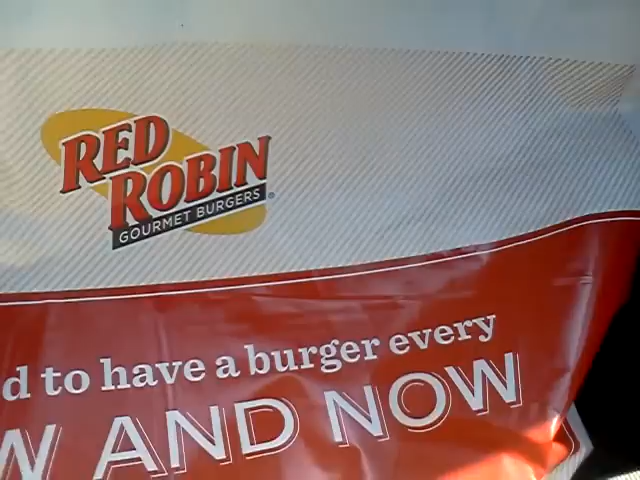 RED
ROBIN
GOURMET BURGERS
d to have a burger every
W AND NOW